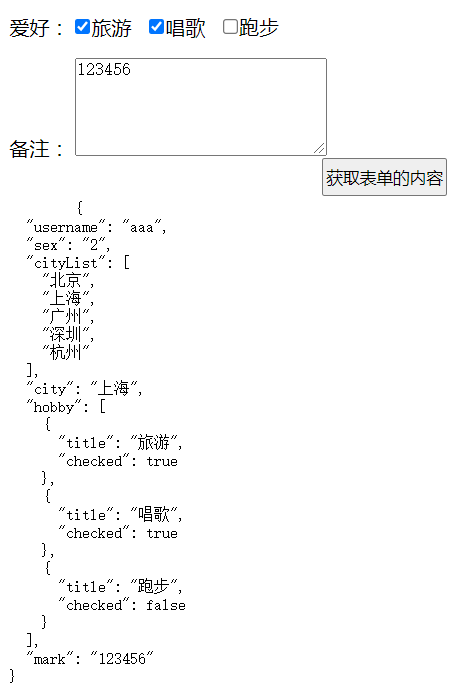 爱好： 旅游 唱歌 跑步
123456
备注：
获取表单的内容
{
"username": "aaa",
"sex": "2",
"cityList": [
"北京",
"上海",
"广州",
"深圳",
"杭州"
],
"city": "上海",
"hobby": [
{
"title": "旅游",
"checked": true
},
{
"title": "唱歌",
"checked": true
},
{
"title": "跑步",
"checked": false
}
],
"mark": "123456"
}